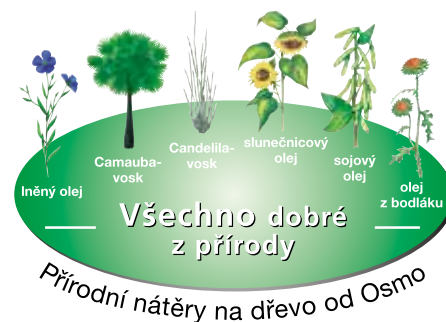 lněný olej
Camauba-
vosk
Candelila-
vosk
slunečnicový
olej
sojový
olej
olej
z bodláku
Všechno dobré
z přírody
Přírodní nátěry na dřevo od Osmo